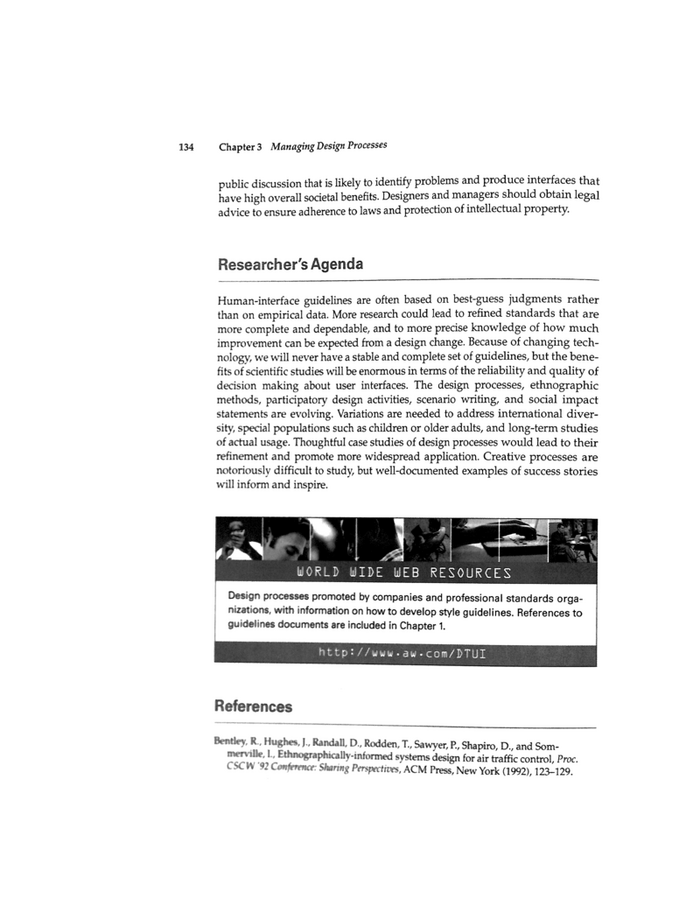 134 Chapter 3 Managing Design Processes
public discussion that is likely to identify problems and produce interfaces that
have high overall societal benefits. Designers and managers should obtain legal
advice to ensure adherence to laws and protection of intellectual property.
Researcher's Agenda
Human-interface guidelines are often based on best-guess judgments rather
than on empirical data. More research could lead to refined standards that are
more complete and dependable, and to more precise knowledge of how much
improvement can be expected from a design change. Because of changing tech-
nology, we will never have a stable and complete set of guidelines, but the bene-
fits of scientific studies will be enormous in terms of the reliability and quality of
decision making about user interfaces. The design processes, ethnographic
methods, participatory design activities, scenario writing, and social impact
statements are evolving. Variations are needed to address international diver-
sity, special populations such as children or older adults, and long-term studies
of actual usage. Thoughtful case studies of design processes would lead to their
refinement and promote more widespread application. Creative processes are
notoriously difficult to study, but well-documented examples of success stories
will inform and inspire.
WORLD WIDE WEB RESOURCES
Design processes promoted by companies and professional standards orga-
nizations, with information on how to develop style guidelines. References to
guidelines documents are included in Chapter 1.
http://www.aw.com/DTUI
References
Bentley, R., Hughes, J., Randall, D., Rodden, T., Sawyer, P., Shapiro, D., and Som-
merville, I., Ethnographically-informed systems design for air traffic control, Proc.
CSCW '92 Conference: Sharing Perspectives, ACM Press, New York (1992), 123–129.